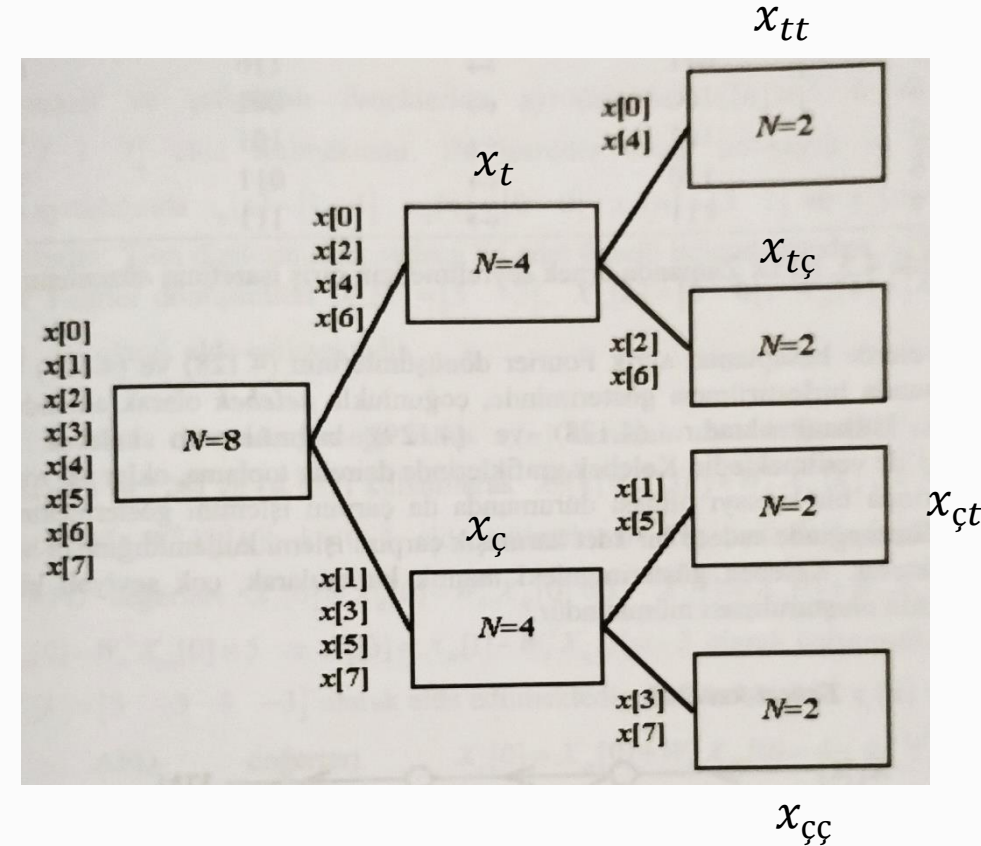 x_tt
x[0]
x[4]
N=2
x_t
x[0]
x[2]
x[4]
x[6]
N=4
x_tç
x[2]
x[6]
N=2
x[0]
x[1]
x[2]
x[3]
x[4]
x[5]
x[6]
x[7]
N=8
x_ç
x[1]
x[3]
x[5]
x[7]
N=4
x[1]
x[5]
N=2
x_çt
x[3]
x[7]
N=2
x_çç